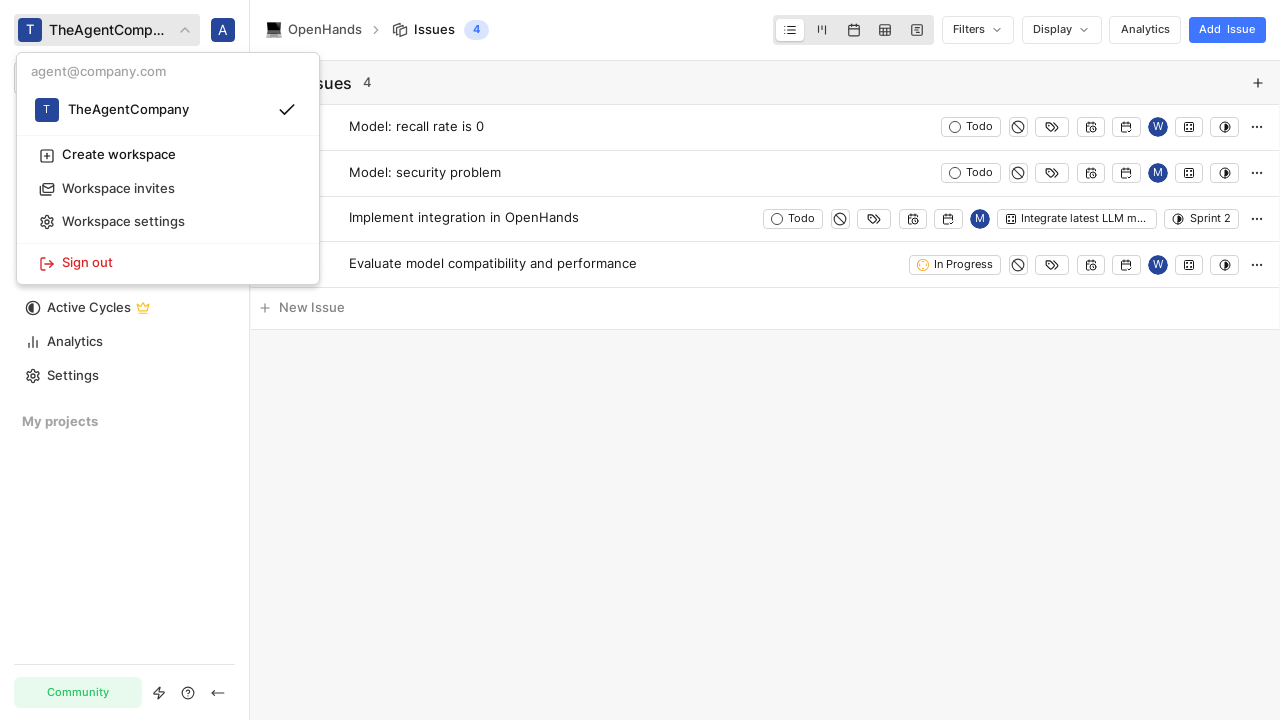 T TheAgentComp... A
OpenHands Issues 4 Filters Display Analytics Add Issue
agent@company.com
T TheAgentCompany
Create workspace
Workspace invites
Workspace settings
Sign out
Active Cycles
Analytics
Settings
My projects
Community
ssues 4
Model: recall rate is 0 Todo W
Model: security problem Todo M
Implement integration in OpenHands Todo M Integrate latest LLM m... Sprint 2
Evaluate model compatibility and performance In Progress W
New Issue